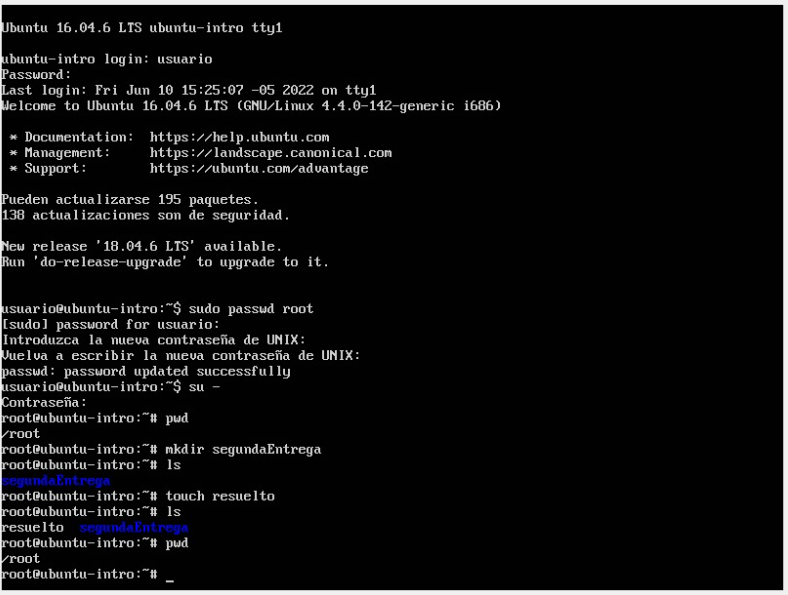 Ubuntu 16.04.6 LTS ubuntu-intro tty1
ubuntu-intro login: usuario
Password:
Last login: Fri Jun 10 15:25:07 -05 2022 on tty1
Welcome to Ubuntu 16.04.6 LTS (GNU/Linux 4.4.0-142-generic i686)
* Documentation:  https://help.ubuntu.com
* Management:     https://landscape.canonical.com
* Support:        https://ubuntu.com/advantage
Pueden actualizarse 195 paquetes.
138 actualizaciones son de seguridad.
New release '18.04.6 LTS' available.
Run 'do-release-upgrade' to upgrade to it.
usuario@ubuntu-intro:~$ sudo passwd root
[sudo] password for usuario:
Introduzca la nueva contraseña de UNIX:
Vuelva a escribir la nueva contraseña de UNIX:
passwd: password updated successfully
usuario@ubuntu-intro:~$ su -
Contraseña:
root@ubuntu-intro:~# pwd
/root
root@ubuntu-intro:~# mkdir segundaEntrega
root@ubuntu-intro:~# ls
segundaEntrega
root@ubuntu-intro:~# touch resuelto
root@ubuntu-intro:~# ls
resuelto  segundaEntrega
root@ubuntu-intro:~# pwd
/root
root@ubuntu-intro:~# _